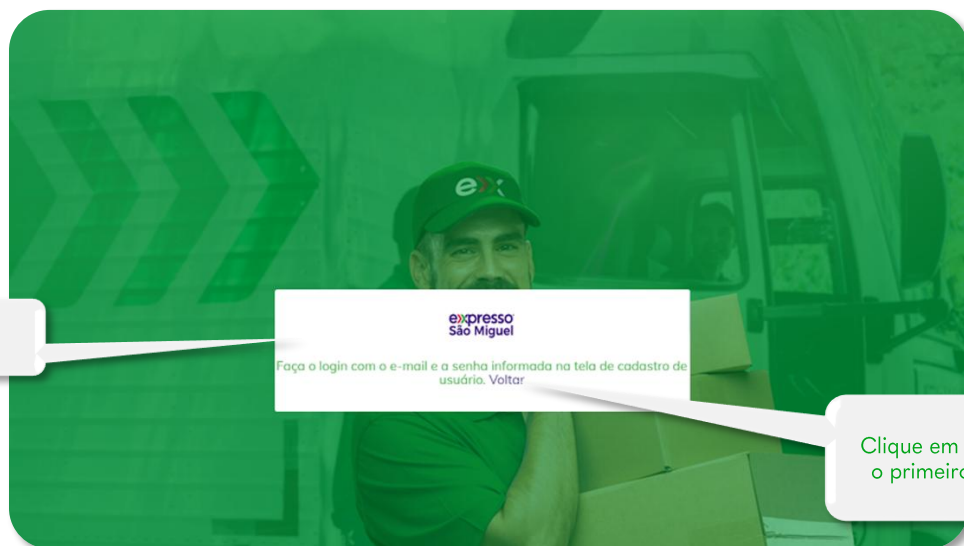 e»x
expresso
São Miguel
Faça o login com o e-mail e a senha informada na tela de cadastro de
usuário. Voltar
Clique em
o primeiro